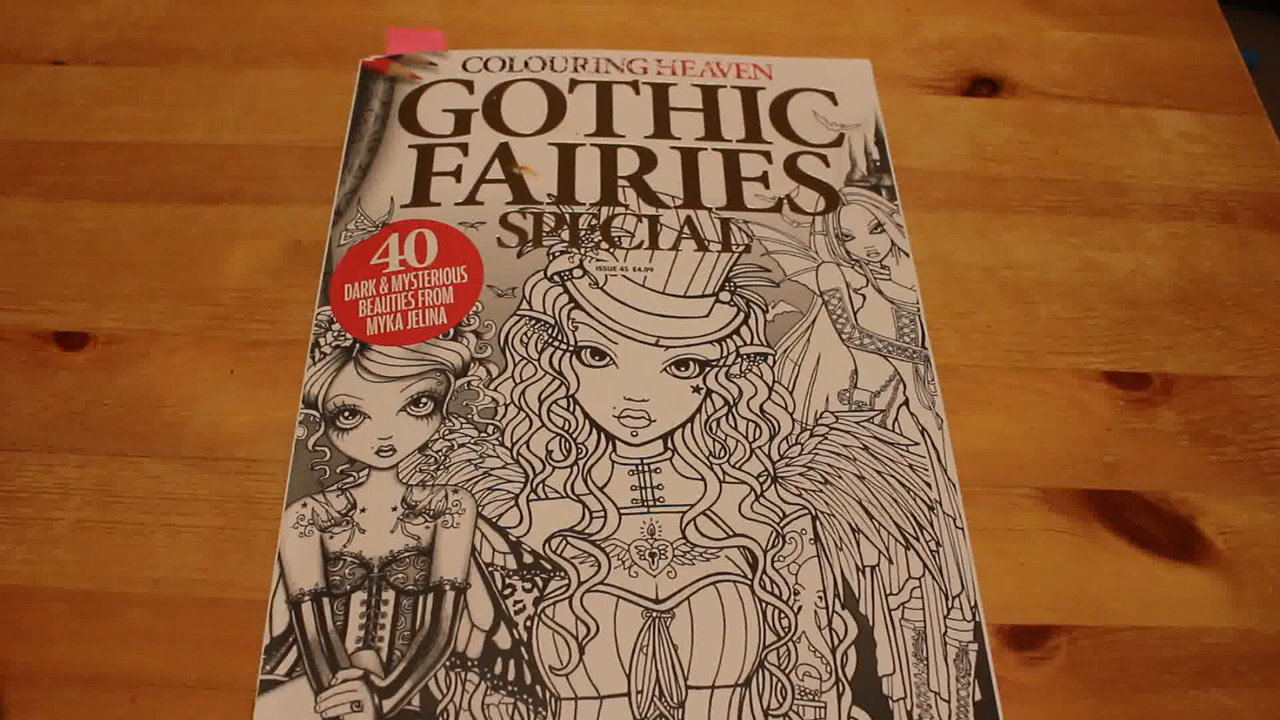 COLOURING HEAVEN
GOTHIC
FAIRIES
SPECIAL
ISSUE 45 £4.99
40
DARK & MYSTERIOUS
BEAUTIES FROM
MYKA JELINA